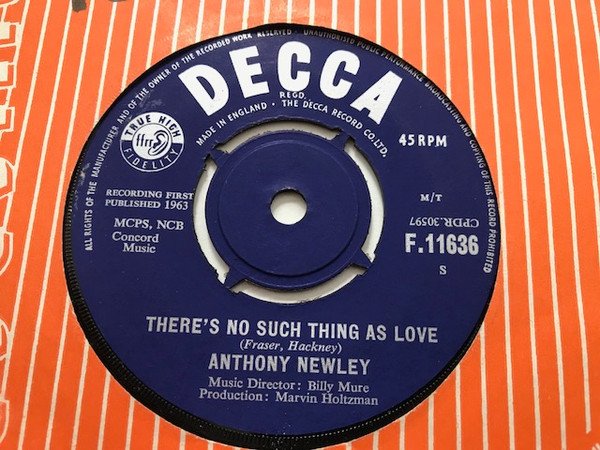 ALL RIGHTS OF THE MANUFACTURER AND OF THE OWNER OF THE RECORDED WORK RESERVED · UNAUTHORISED PUBLIC PERFORMANCE BROADCASTING AND COPYING OF THIS RECORD PROHIBITED
DECCA
REGD.
MADE IN ENGLAND · THE DECCA RECORD CO. LTD.
TRUE HIGH
ffrr
FIDELITY
45 RPM
RECORDING FIRST
PUBLISHED 1963
M/T
MCPS, NCB
Concord
Music
CPDR.30597
F.11636
S
THERE'S NO SUCH THING AS LOVE
(Fraser, Hackney)
ANTHONY NEWLEY
Music Director: Billy Mure
Production: Marvin Holtzman